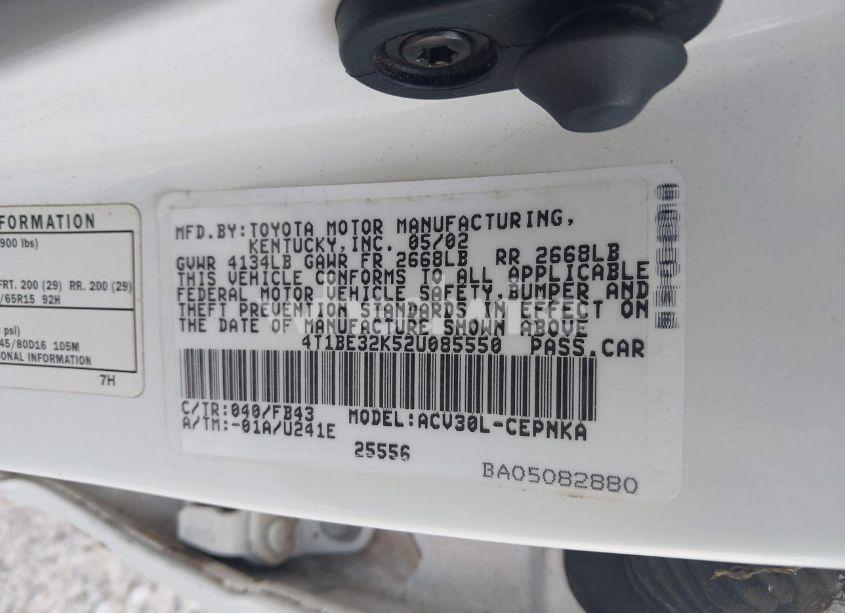 FORMATION
900 lbs)
FRT. 200 (29) RR. 200 (29)
/65R15 92H
psi)
45/80D16 105M
ONAL INFORMATION
7H
MFD.BY:TOYOTA MOTOR MANUFACTURING,
KENTUCKY,INC. 05/02
GVWR 4134LB GAWR FR 2668LB RR 2668LB
THIS VEHICLE CONFORMS TO ALL APPLICABLE
FEDERAL MOTOR VEHICLE SAFETY,BUMPER AND
THEFT PREVENTION STANDARDS IN EFFECT ON
THE DATE OF MANUFACTURE SHOWN ABOVE
4T1BE32K52U085550 PASS.CAR
C/TR:040/FB43 MODEL:ACV30L-CEPNKA
A/TM:-01A/U241E
25556
BA05082880